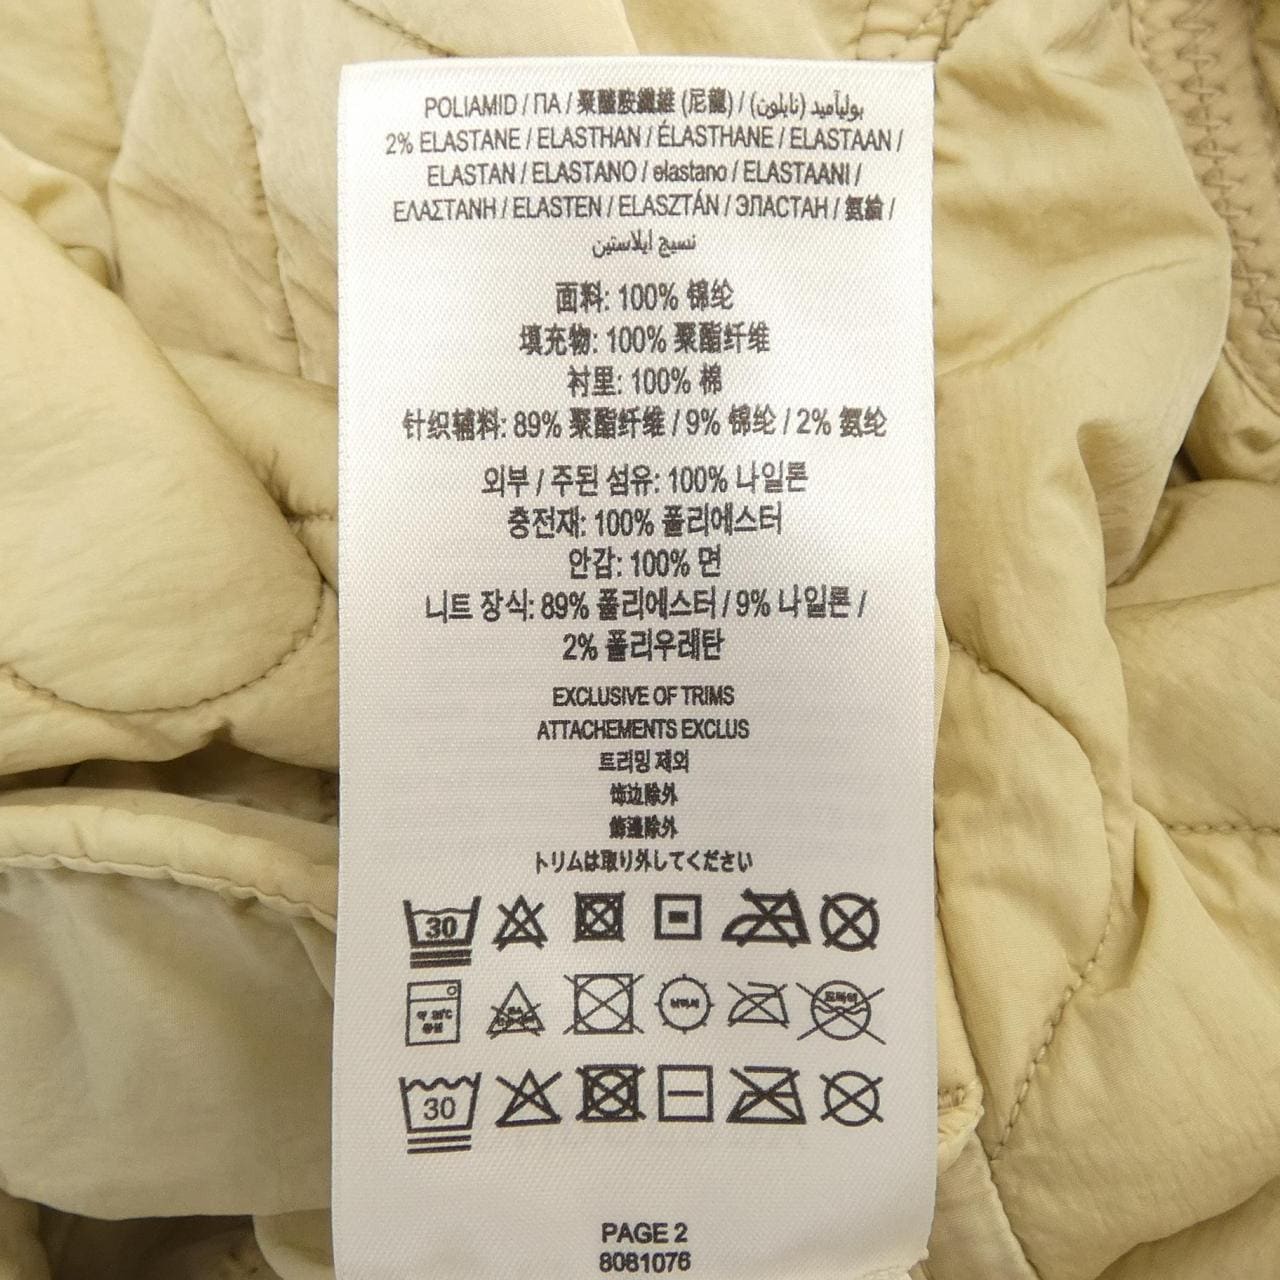 POLIAMID / ПА / 聚醯胺纖維 (尼龍) / بوليأميد (نايلون)
2% ELASTANE / ELASTHAN / ÉLASTHANE / ELASTAAN /
ELASTAN / ELASTANO / elastano / ELASTAANI /
ΕΛΑΣΤΑΝΗ / ELASTEN / ELASZTÁN / ЭЛАСТАН / 氨綸 /
نسيج ايلاستين
面料: 100% 锦纶
填充物: 100% 聚酯纤维
衬里: 100% 棉
针织辅料: 89% 聚酯纤维 / 9% 锦纶 / 2% 氨纶
외부 / 주된 섬유: 100% 나일론
충전재: 100% 폴리에스터
안감: 100% 면
니트 장식: 89% 폴리에스터 / 9% 나일론 /
2% 폴리우레탄
EXCLUSIVE OF TRIMS
ATTACHEMENTS EXCLUS
트리밍 제외
饰边除外
飾邊除外
トリムは取り外してください
30
30
PAGE 2
8081076